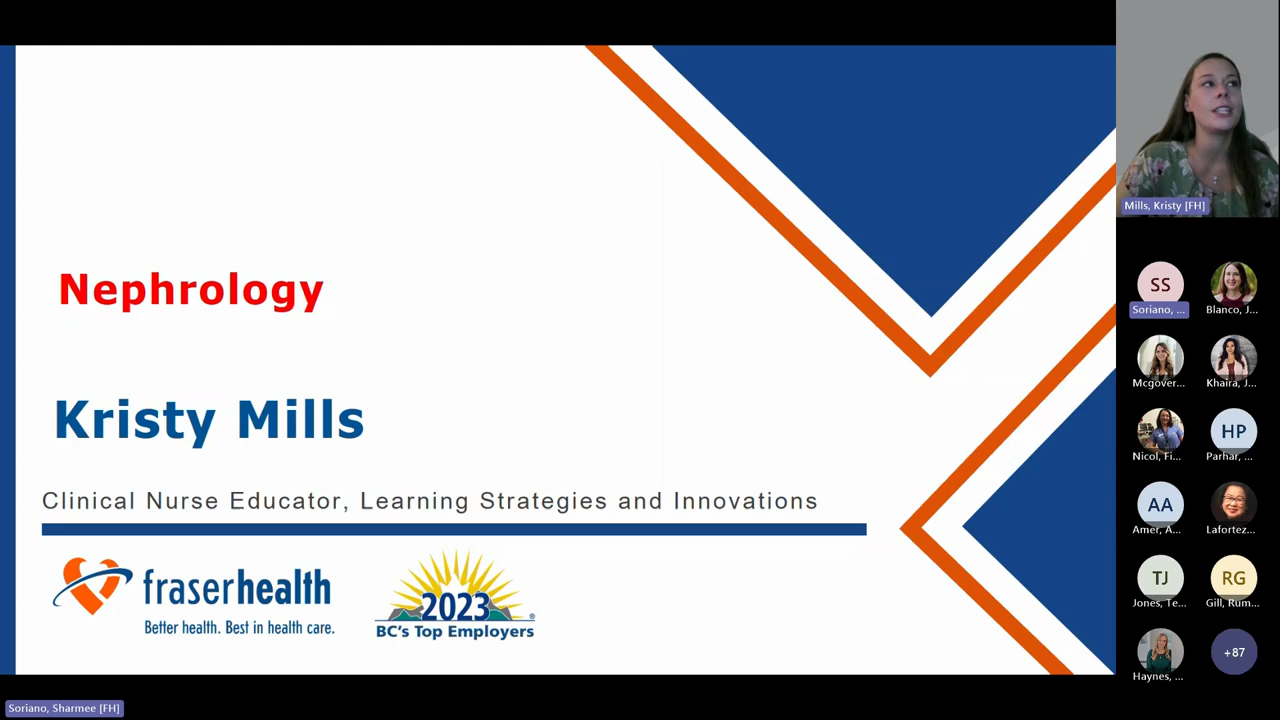 Nephrology
Kristy Mills
Clinical Nurse Educator, Learning Strategies and Innovations
fraserhealth
Better health. Best in health care.
2023
®
BC's Top Employers
Soriano, Sharmee [FH]
Mills, Kristy [FH]
SS
Soriano, ...
Blanco, J...
Mcgover...
Khaira, J...
Nicol, Fi...
HP
Parhar, ...
AA
Amer, A...
Lafortez...
TJ
Jones, Te...
RG
Gill, Rum...
Haynes, ...
+87